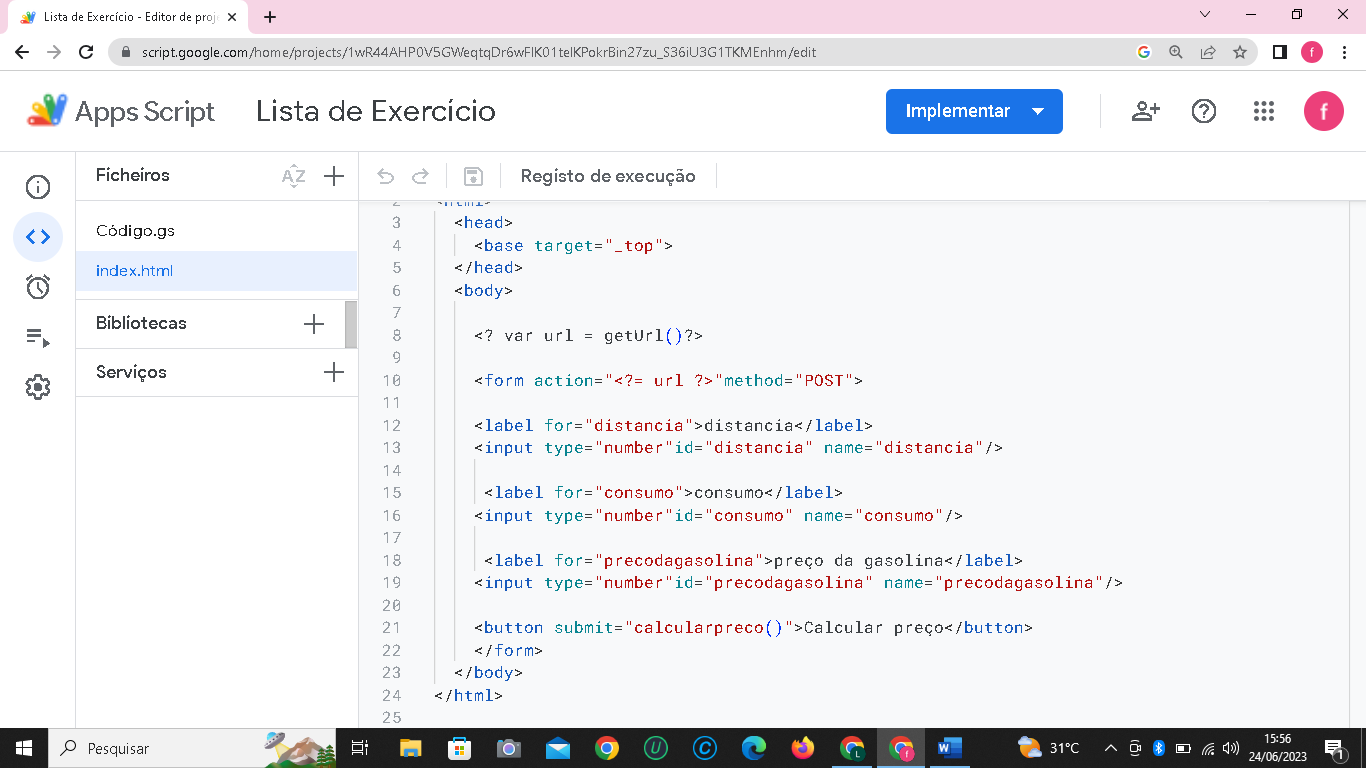 Lista de Exercício - Editor de proj
script.google.com/home/projects/1wR44AHP0V5GWeqtqDr6wFlK01telKPokrBin27zu_S36iU3G1TKMEnhm/edit
f
Apps Script
Lista de Exercício
Implementar
f
Ficheiros
AZ
Registo de execução
Código.gs
index.html
Bibliotecas
Serviços
2 <html>
3 <head>
4 <base target="_top">
5 </head>
6 <body>
7
8 <? var url = getUrl()?>
9
10 <form action="<?= url ?>"method="POST">
11
12 <label for="distancia">distancia</label>
13 <input type="number"id="distancia" name="distancia"/>
14
15 <label for="consumo">consumo</label>
16 <input type="number"id="consumo" name="consumo"/>
17
18 <label for="precodagasolina">preço da gasolina</label>
19 <input type="number"id="precodagasolina" name="precodagasolina"/>
20
21 <button submit="calcularpreco()">Calcular preço</button>
22 </form>
23 </body>
24 </html>
25
Pesquisar
31°C
15:56
24/06/2023
1